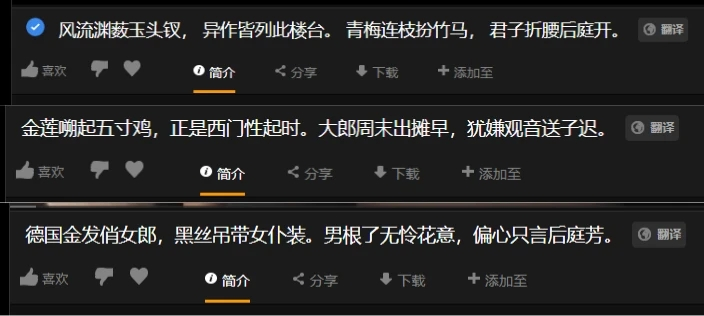 风流渊薮玉头钗， 异作皆列此楼台。 青梅连枝扮竹马， 君子折腰后庭开。 翻译
喜欢 简介 分享 下载 添加至
金莲嘬起五寸鸡，正是西门性起时。大郎周末出摊早，犹嫌观音送子迟。 翻译
喜欢 简介 分享 下载 添加至
德国金发俏女郎，黑丝吊带女仆装。男根了无怜花意，偏心只言后庭芳。 翻译
喜欢 简介 分享 下载 添加至